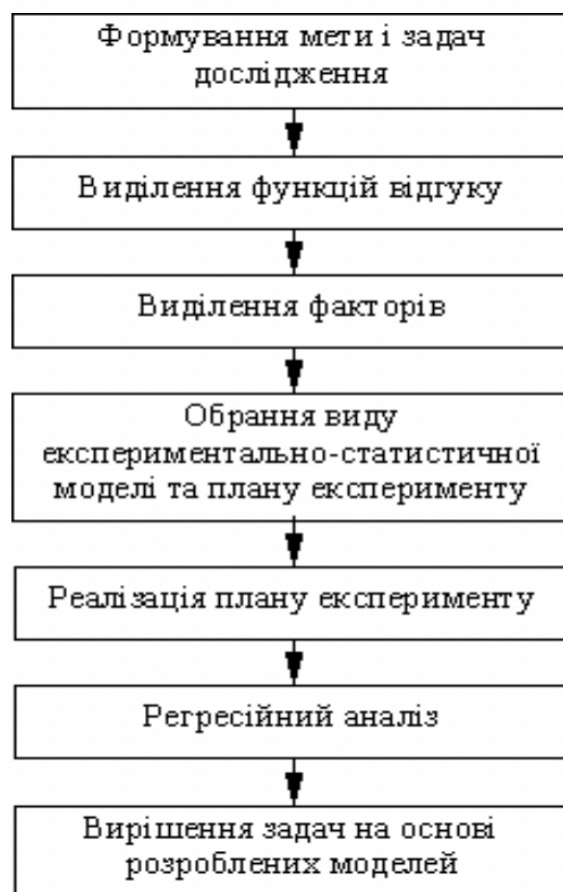 Формування мети і задач
дослідження
Виділення функцій відгуку
Виділення факторів
Обрання виду
експериментально-статистичної
моделі та плану експерименту
Реалізація плану експерименту
Регресійний аналіз
Вирішення задач на основі
розроблених моделей